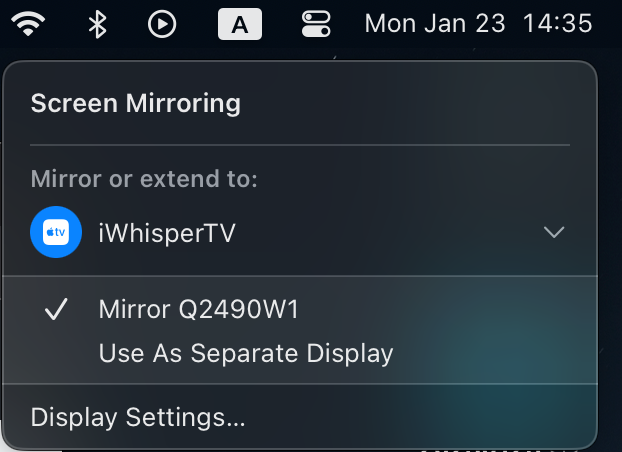 A Mon Jan 23 14:35
Screen Mirroring
Mirror or extend to:
tv iWhisperTV
Mirror Q2490W1
Use As Separate Display
Display Settings...